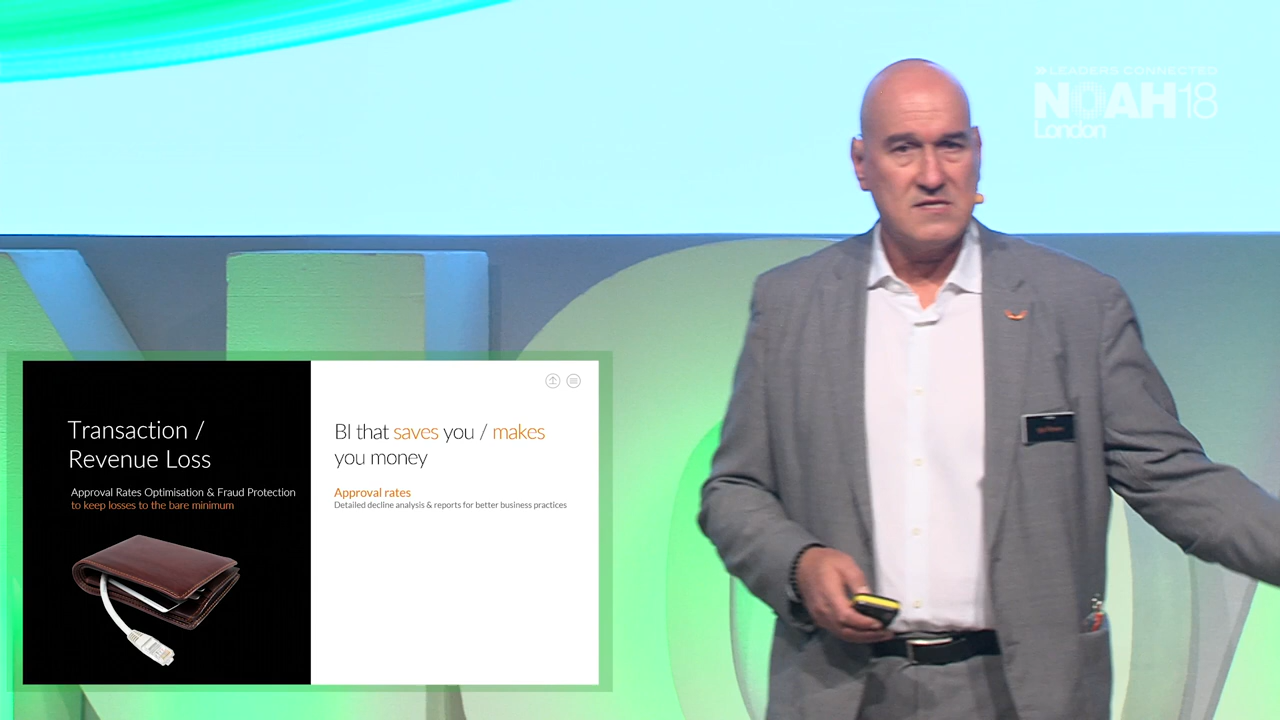 LEADERS CONNECTED
NOAH18
London
Transaction /
Revenue Loss
Approval Rates Optimisation & Fraud Protection
to keep losses to the bare minimum
BI that saves you / makes
you money
Approval rates
Detailed decline analysis & reports for better business practices